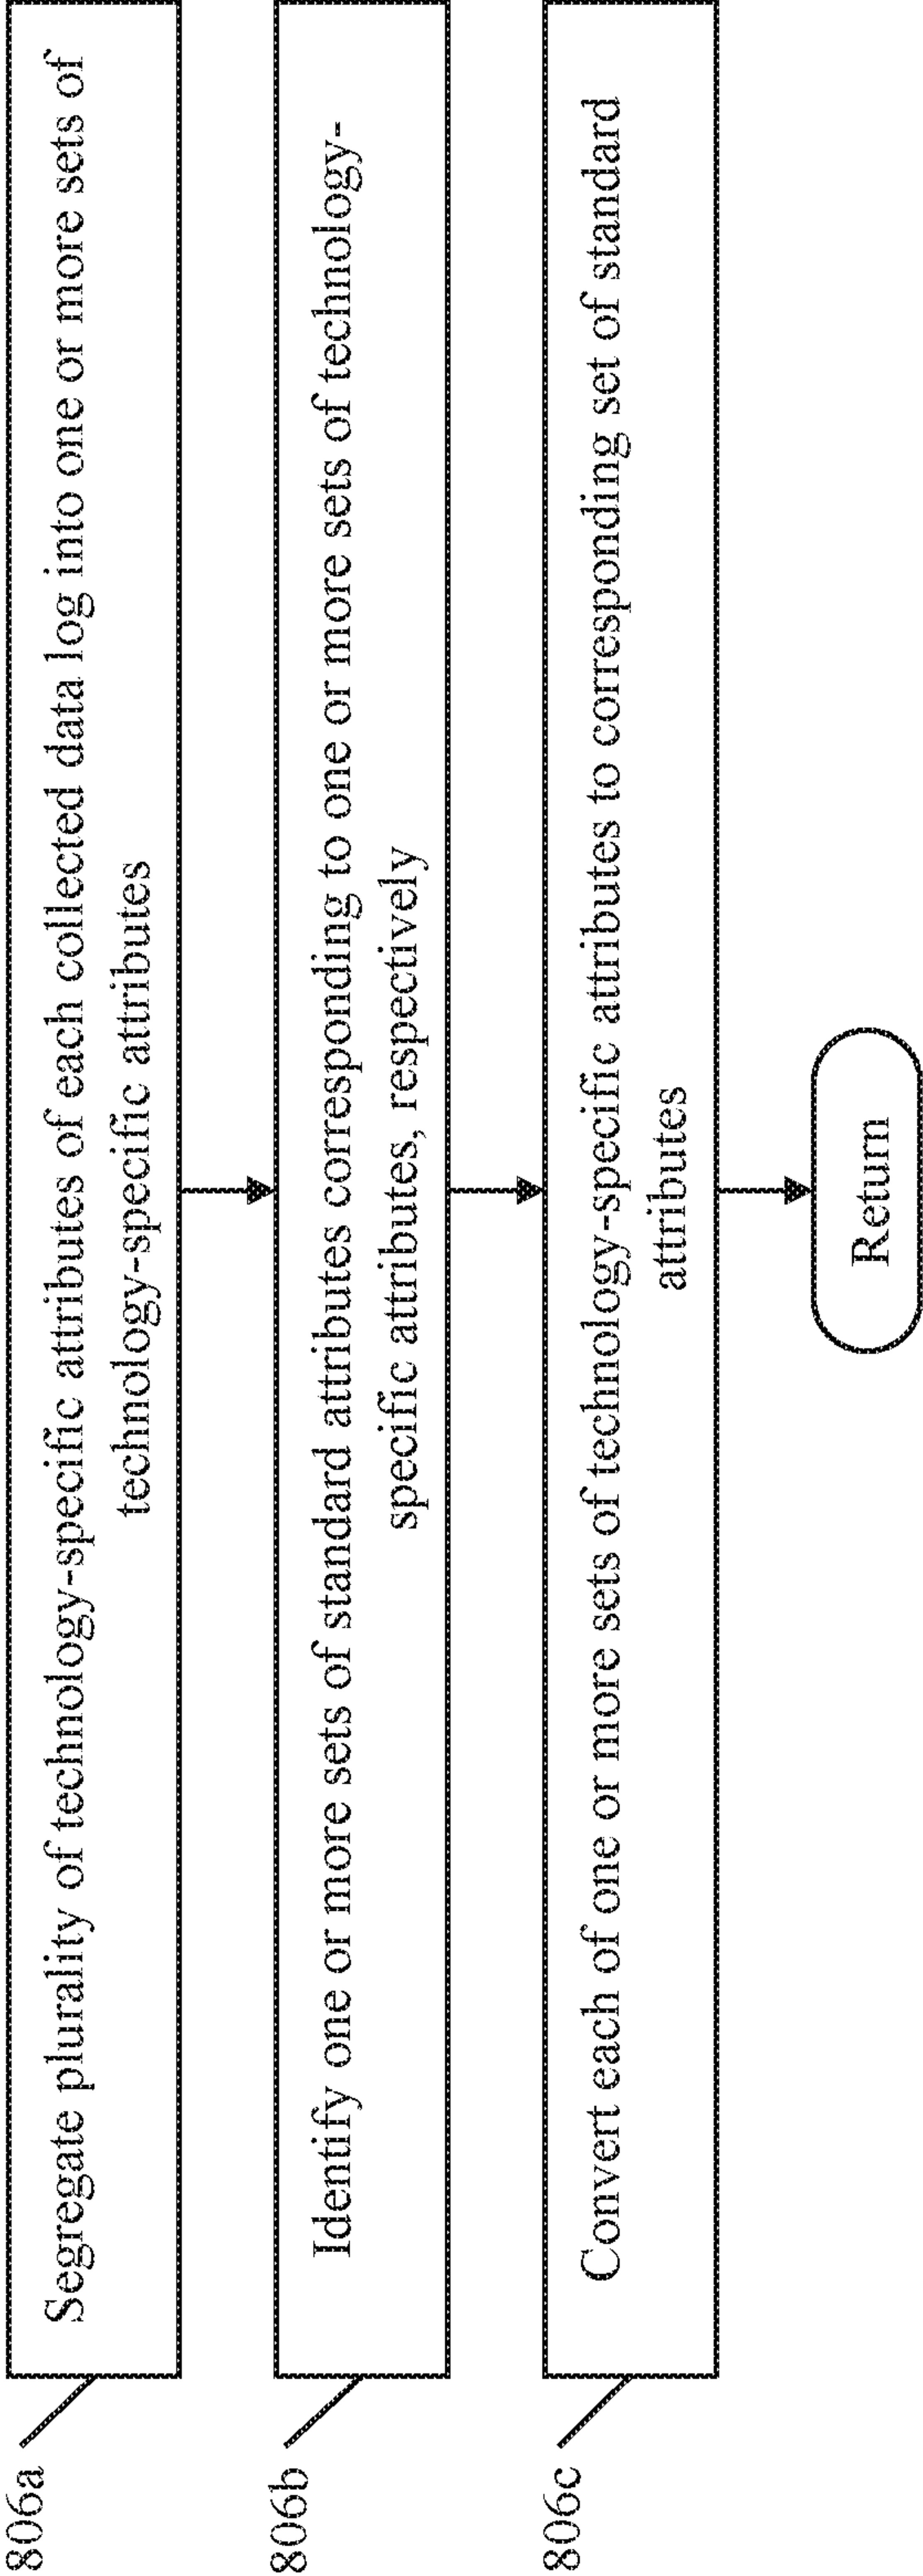 806a
Segregate plurality of technology-specific attributes of each collected data log into one or more sets of
technology-specific attributes
806b
Identify one or more sets of standard attributes corresponding to one or more sets of technology-
specific attributes, respectively
806c
Convert each of one or more sets of technology-specific attributes to corresponding set of standard
attributes
Return